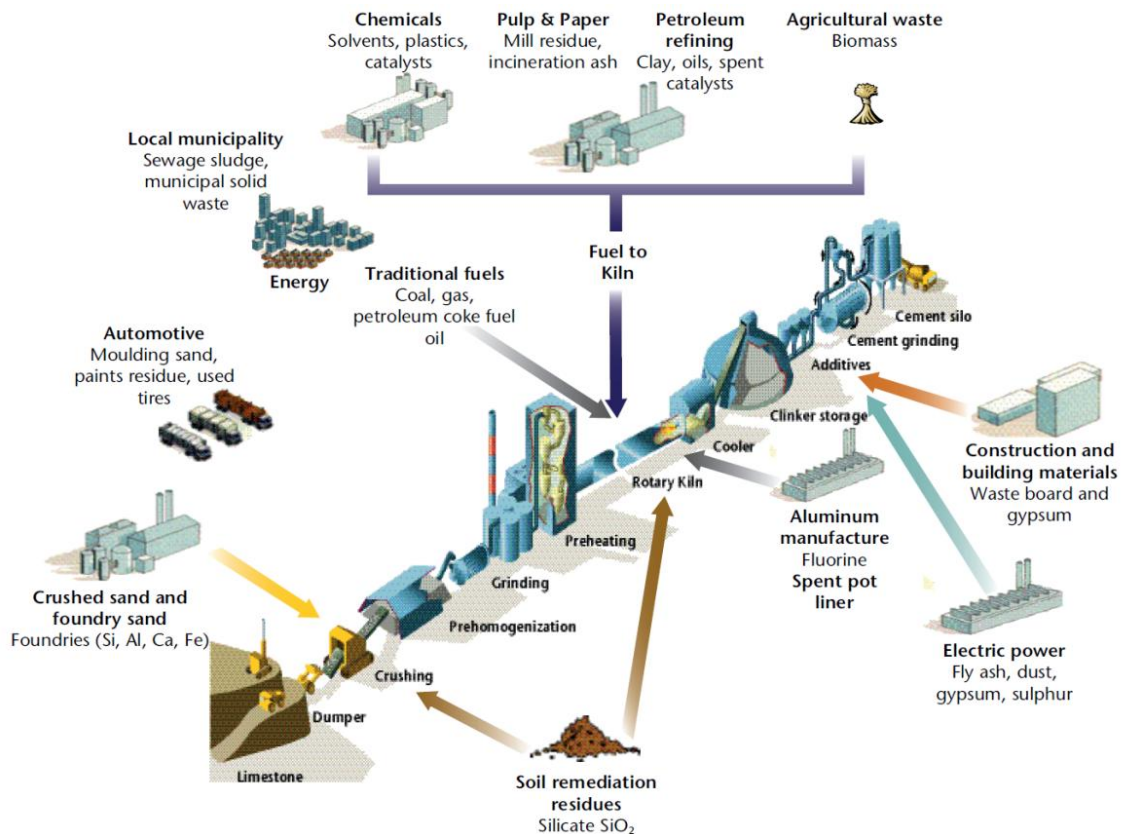 Chemicals
Solvents, plastics,
catalysts
Pulp & Paper
Mill residue,
incineration ash
Petroleum
refining
Clay, oils, spent
catalysts
Agricultural waste
Biomass
Local municipality
Sewage sludge,
municipal solid
waste
Energy
Fuel to
Kiln
Traditional fuels
Coal, gas,
petroleum coke fuel
oil
Automotive
Moulding sand,
paints residue, used
tires
Cement silo
Cement grinding
Additives
Clinker storage
Cooler
Rotary Kiln
Preheating
Grinding
Prehomogenization
Crushing
Dumper
Limestone
Construction and
building materials
Waste board and
gypsum
Aluminum
manufacture
Fluorine
Spent pot
liner
Crushed sand and
foundry sand
Foundries (Si, Al, Ca, Fe)
Electric power
Fly ash, dust,
gypsum, sulphur
Soil remediation
residues
Silicate SiO₂